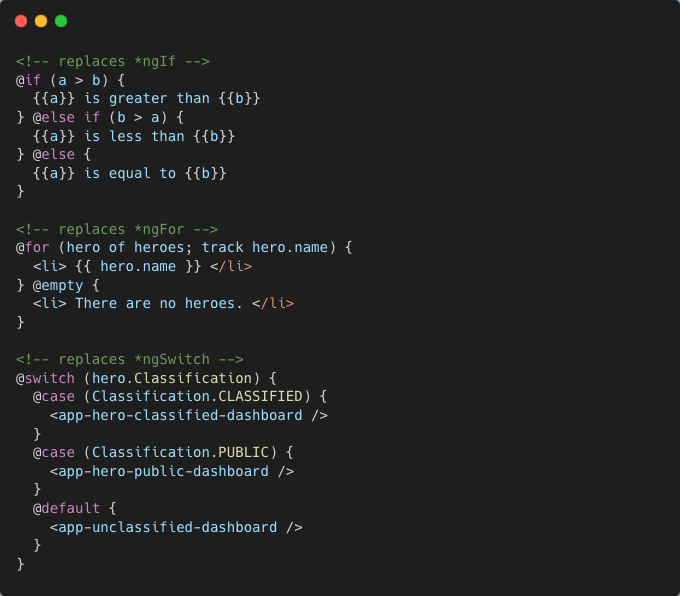 <!-- replaces *ngIf -->
@if (a > b) {
  {{a}} is greater than {{b}}
} @else if (b > a) {
  {{a}} is less than {{b}}
} @else {
  {{a}} is equal to {{b}}
}

<!-- replaces *ngFor -->
@for (hero of heroes; track hero.name) {
  <li> {{ hero.name }} </li>
} @empty {
  <li> There are no heroes. </li>
}

<!-- replaces *ngSwitch -->
@switch (hero.Classification) {
  @case (Classification.CLASSIFIED) {
    <app-hero-classified-dashboard />
  }
  @case (Classification.PUBLIC) {
    <app-hero-public-dashboard />
  }
  @default {
    <app-unclassified-dashboard />
  }
}